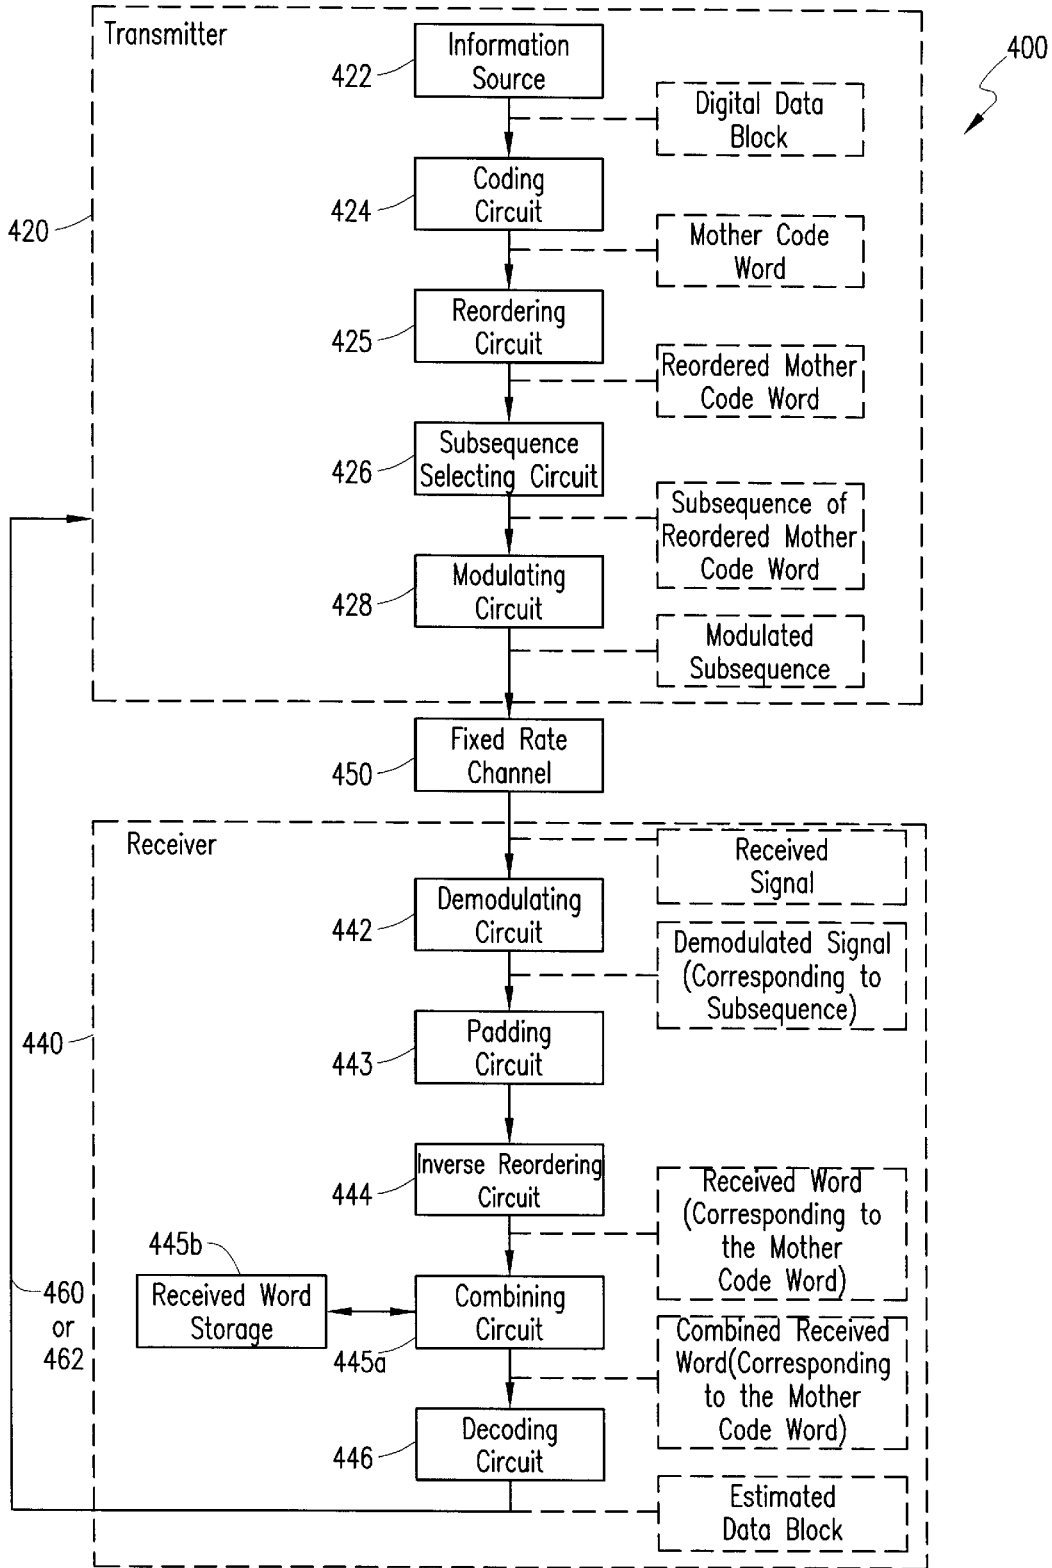 Transmitter
400
Information
Source
422
Digital Data
Block
Coding
Circuit
424
420
Mother Code
Word
Reordering
Circuit
425
Reordered Mother
Code Word
Subsequence
Selecting Circuit
426
Subsequence of
Reordered Mother
Code Word
Modulating
Circuit
428
Modulated
Subsequence
Fixed Rate
Channel
450
Receiver
Received
Signal
Demodulating
Circuit
442
Demodulated Signal
(Corresponding to
Subsequence)
440
Padding
Circuit
443
Inverse Reordering
Circuit
444
Received Word
(Corresponding to
the Mother
Code Word)
445b
Received Word
Storage
Combining
Circuit
445a
460
or
462
Combined Received
Word(Corresponding
to the Mother
Code Word)
Decoding
Circuit
446
Estimated
Data Block